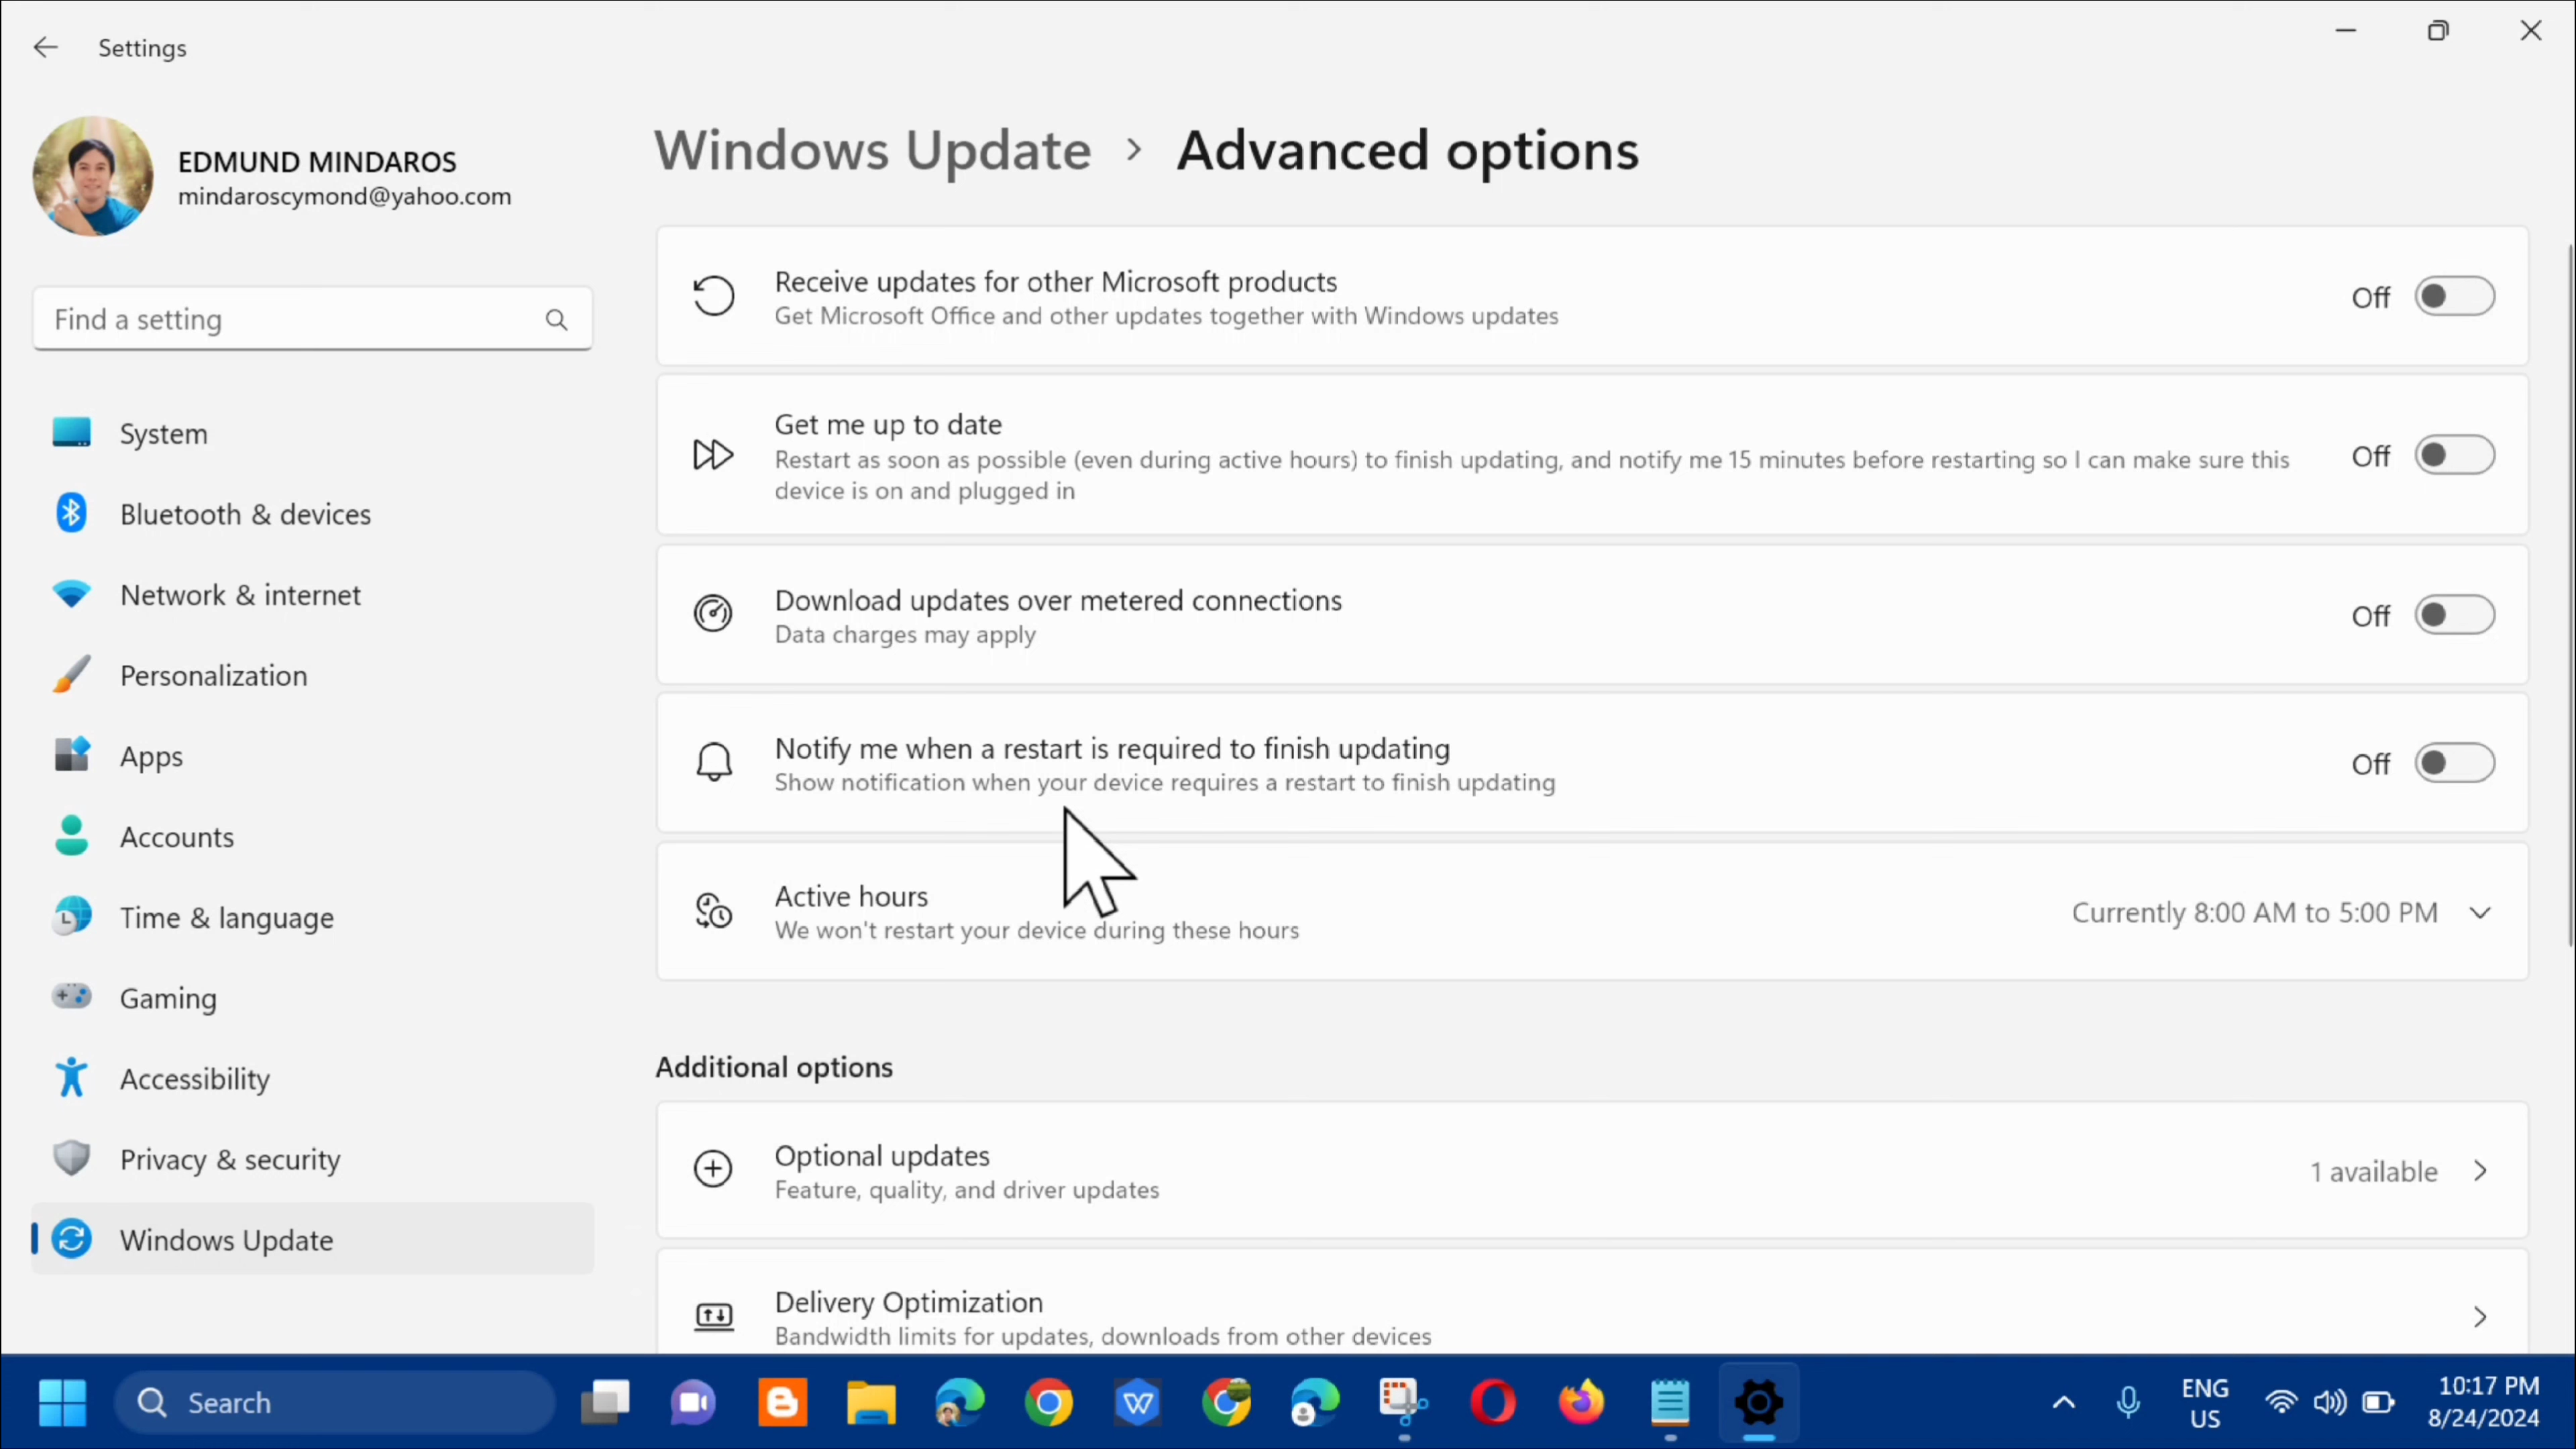 Settings
EDMUND MINDAROS
mindaroscymond@yahoo.com
Find a setting
System
Bluetooth & devices
Network & internet
Personalization
Apps
Accounts
Time & language
Gaming
Accessibility
Privacy & security
Windows Update
Windows Update > Advanced options
Receive updates for other Microsoft products
Get Microsoft Office and other updates together with Windows updates
Off
Get me up to date
Restart as soon as possible (even during active hours) to finish updating, and notify me 15 minutes before restarting so I can make sure this
device is on and plugged in
Off
Download updates over metered connections
Data charges may apply
Off
Notify me when a restart is required to finish updating
Show notification when your device requires a restart to finish updating
Off
Active hours
We won't restart your device during these hours
Currently 8:00 AM to 5:00 PM
Additional options
Optional updates
Feature, quality, and driver updates
1 available
Delivery Optimization
Bandwidth limits for updates, downloads from other devices
Search
ENG
US
10:17 PM
8/24/2024